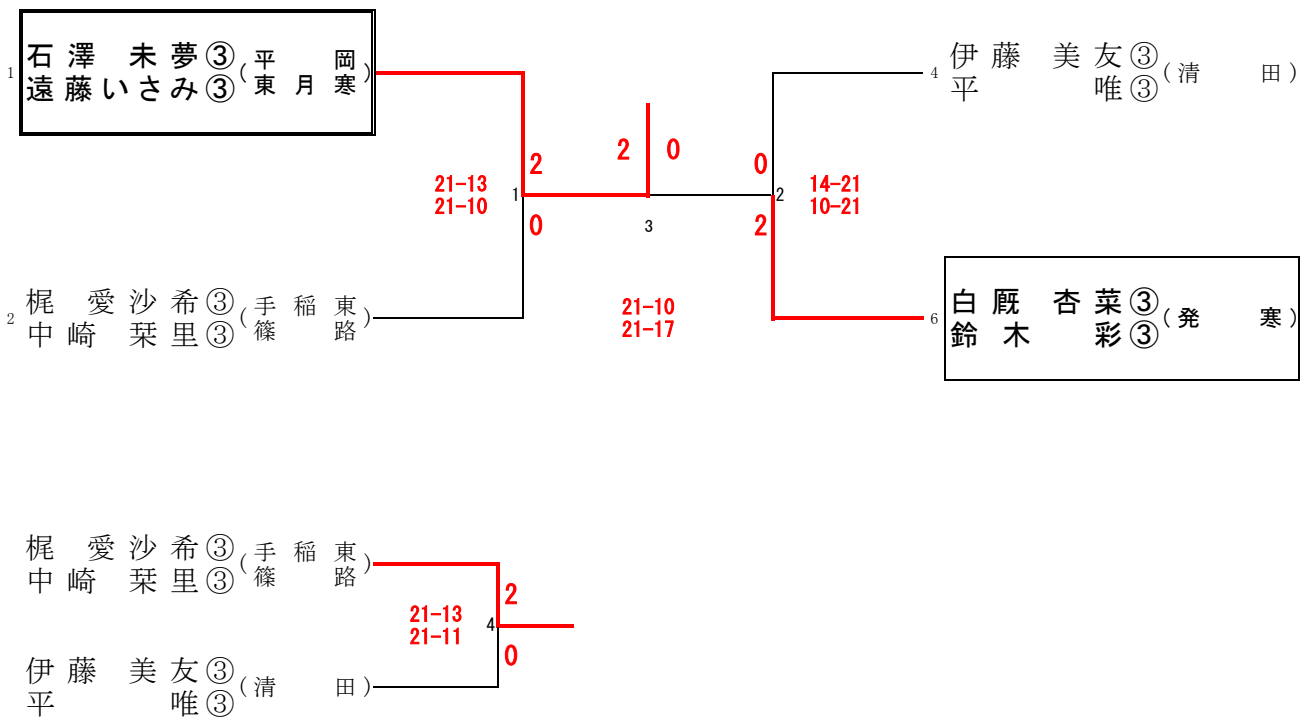 1 石澤 未夢③(平岡)
遠藤いさみ③(東月寒)
4 伊藤 美友③(清田)
平 唯③
2 0
2
21-13
21-10
1
0
0
14-21
10-21
2
2
3
2 梶 愛沙希③(手稲東)
中崎 栞里③(篠路)
21-10
21-17
6 白厩 杏菜③(発寒)
鈴木 彩③
梶 愛沙希③(手稲東)
中崎 栞里③(篠路)
21-13
21-11
2
4
0
伊藤 美友③(清田)
平 唯③